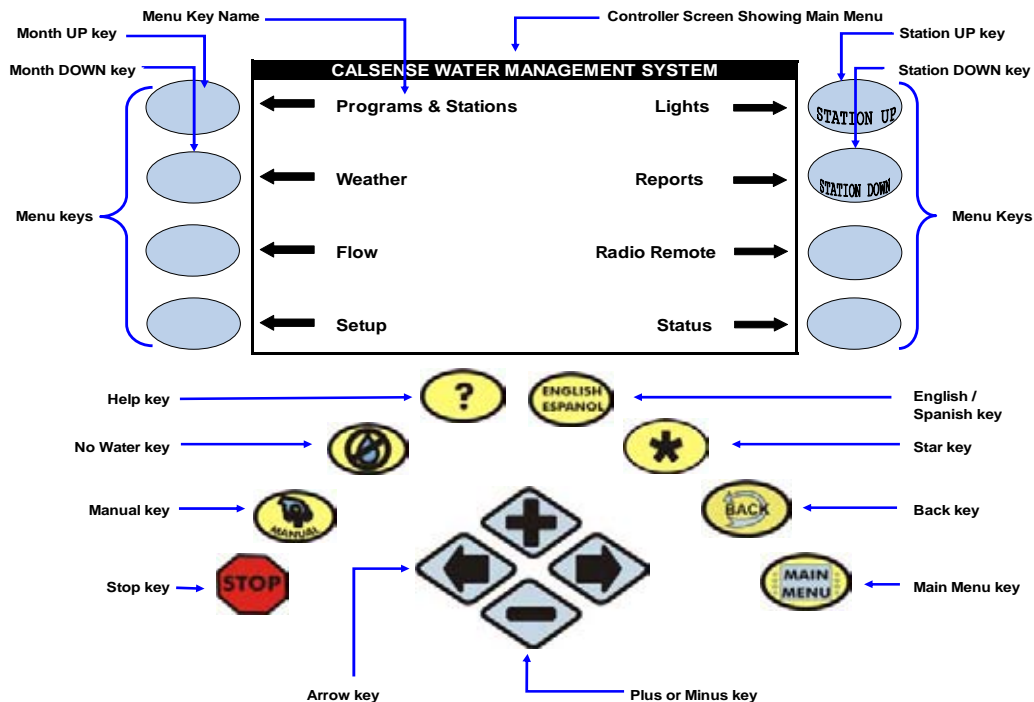 Menu Key Name
Controller Screen Showing Main Menu
Month UP key
Station UP key
Month DOWN key
Station DOWN key
CALSENSE WATER MANAGEMENT SYSTEM
Programs & Stations
Lights
STATION UP
Weather
Reports
STATION DOWN
Menu keys
Menu Keys
Flow
Radio Remote
Setup
Status
Help key
?
ENGLISH
ESPANOL
English /
Spanish key
No Water key
*
Star key
Manual key
MANUAL
BACK
Back key
Stop key
STOP
MAIN
MENU
Main Menu key
Arrow key
Plus or Minus key